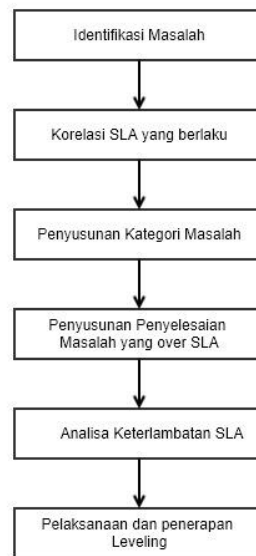 Identifikasi Masalah
Korelasi SLA yang berlaku
Penyusunan Kategori Masalah
Penyusunan Penyelesaian
Masalah yang over SLA
Analisa Keterlambatan SLA
Pelaksanaan dan penerapan
Leveling